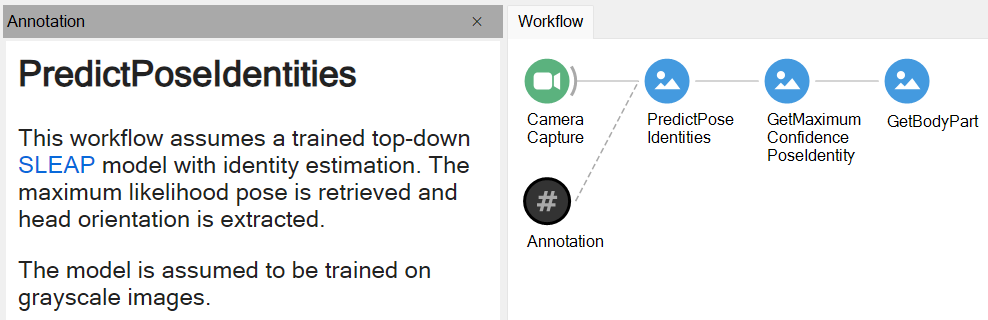 Annotation
PredictPoseIdentities
This workflow assumes a trained top-down
SLEAP model with identity estimation. The
maximum likelihood pose is retrieved and
head orientation is extracted.
The model is assumed to be trained on
grayscale images.
Workflow
Camera
Capture
PredictPose
Identities
GetMaximum
Confidence
PoseIdentity
GetBodyPart
#
Annotation